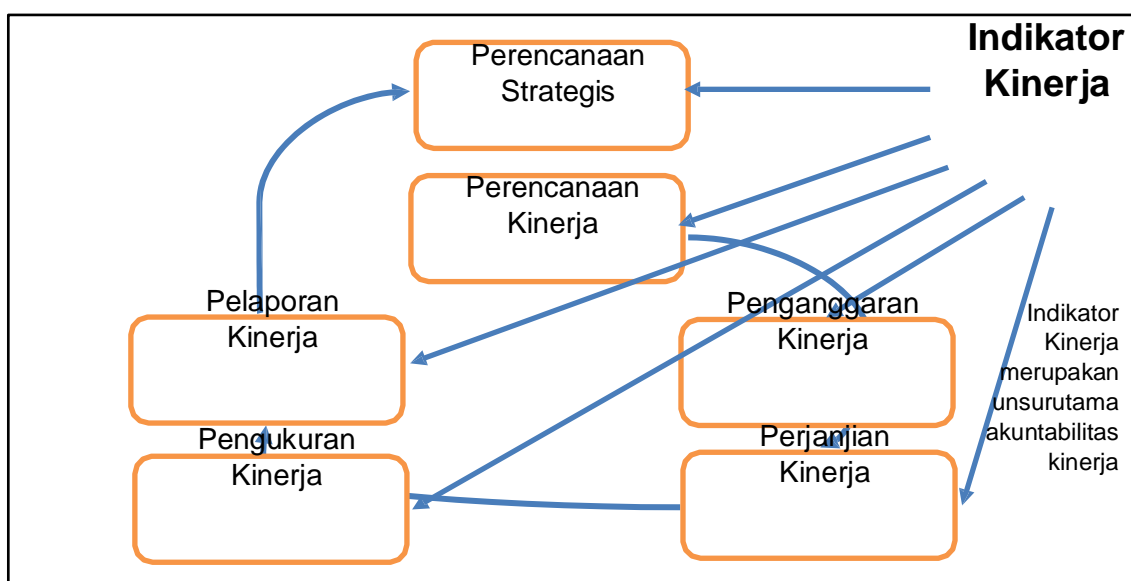 Indikator
Kinerja
Perencanaan
Strategis
Perencanaan
Kinerja
Pelaporan
Kinerja
Penganggaran
Kinerja
Indikator
Kinerja
merupakan
unsurutama
akuntabilitas
kinerja
Pengukuran
Kinerja
Perjanjian
Kinerja